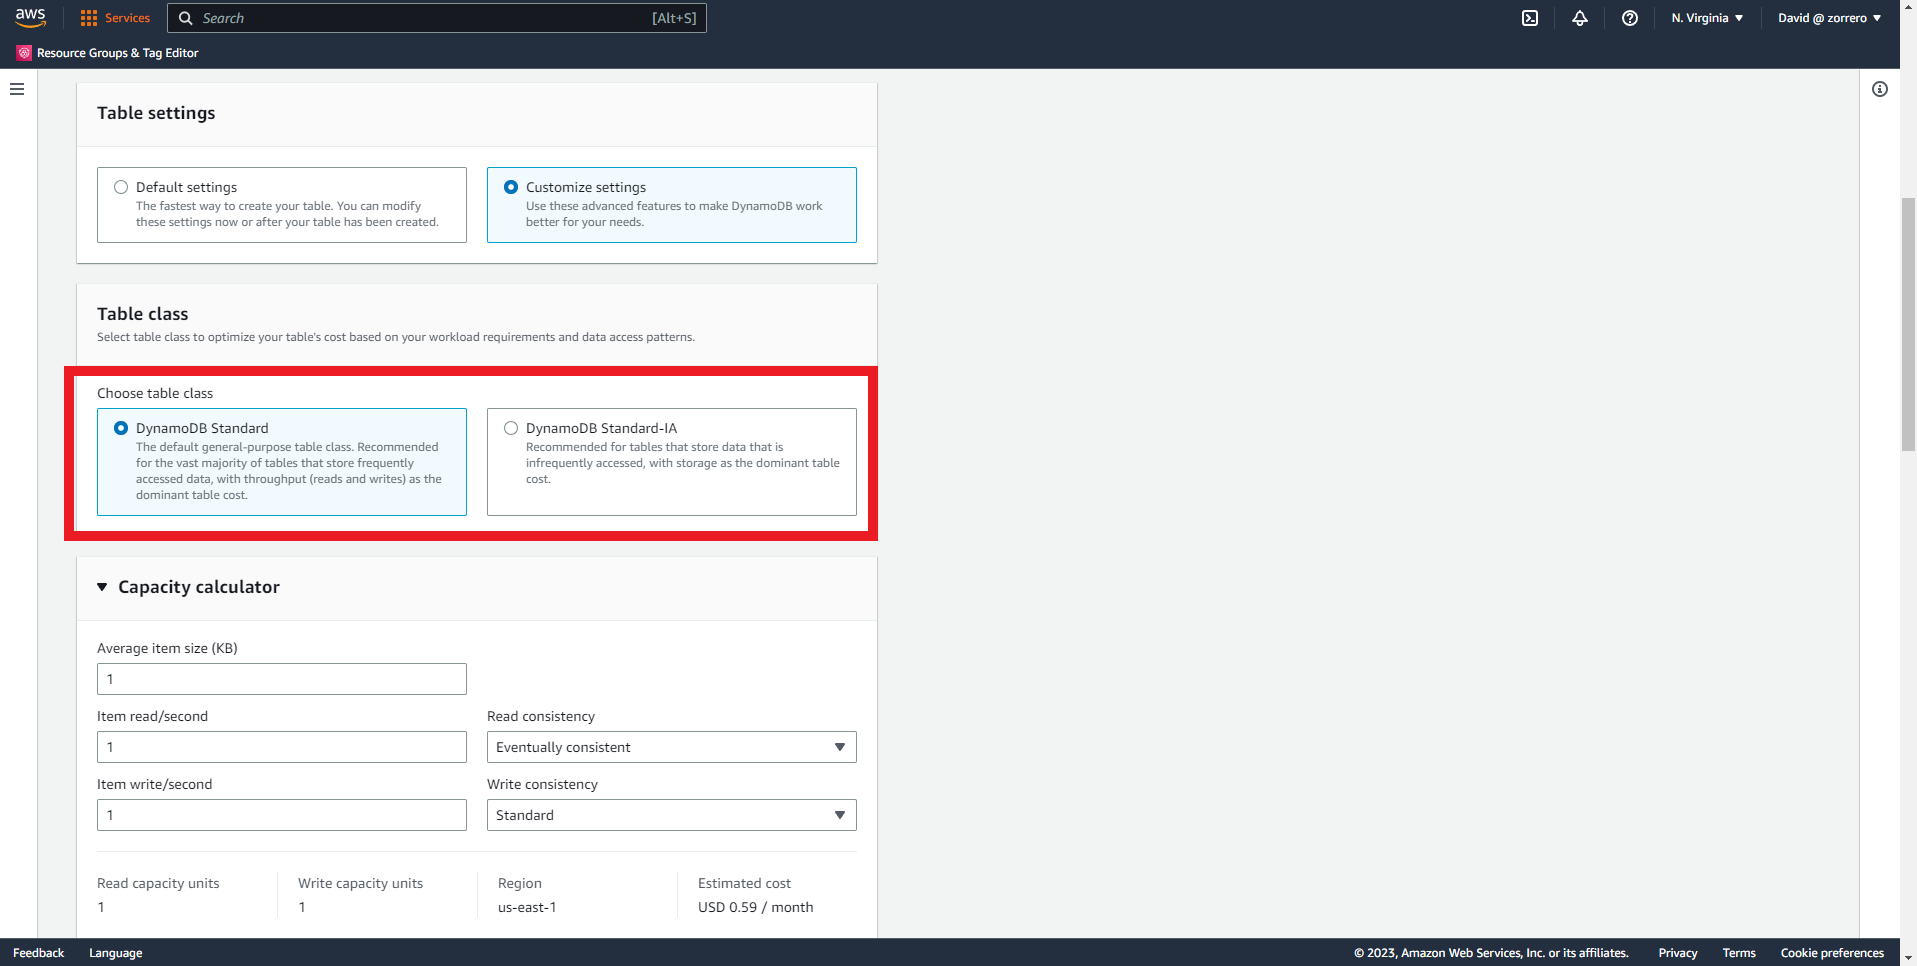 aws
Services
Search
[Alt+S]
N. Virginia
David @ zorrero
Resource Groups & Tag Editor
Table settings
Default settings
The fastest way to create your table. You can modify
these settings now or after your table has been created.
Customize settings
Use these advanced features to make DynamoDB work
better for your needs.
Table class
Select table class to optimize your table's cost based on your workload requirements and data access patterns.
Choose table class
DynamoDB Standard
The default general-purpose table class. Recommended
for the vast majority of tables that store frequently
accessed data, with throughput (reads and writes) as the
dominant table cost.
DynamoDB Standard-IA
Recommended for tables that store data that is
infrequently accessed, with storage as the dominant table
cost.
Capacity calculator
Average item size (KB)
1
Item read/second
1
Read consistency
Eventually consistent
Item write/second
1
Write consistency
Standard
Read capacity units
1
Write capacity units
1
Region
us-east-1
Estimated cost
USD 0.59 / month
Feedback
Language
© 2023, Amazon Web Services, Inc. or its affiliates.
Privacy
Terms
Cookie preferences